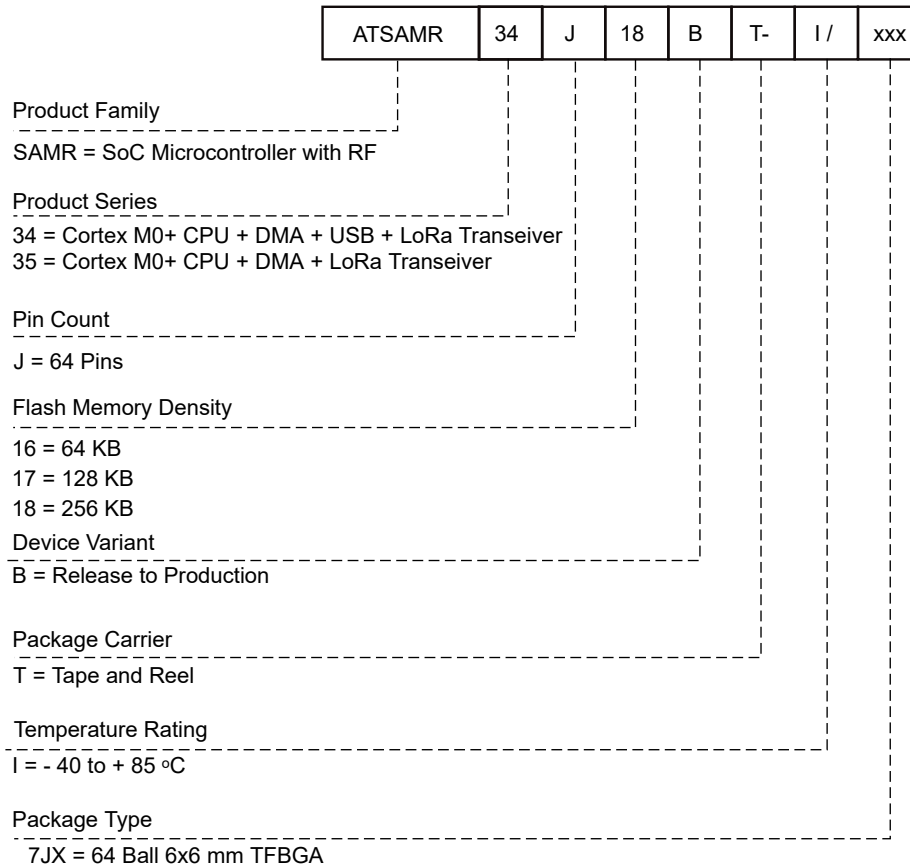 ATSAMR 34 J 18 B T- I / xxx
Product Family
SAMR = SoC Microcontroller with RF
Product Series
34 = Cortex M0+ CPU + DMA + USB + LoRa Transeiver
35 = Cortex M0+ CPU + DMA + LoRa Transeiver
Pin Count
J = 64 Pins
Flash Memory Density
16 = 64 KB
17 = 128 KB
18 = 256 KB
Device Variant
B = Release to Production
Package Carrier
T = Tape and Reel
Temperature Rating
I = - 40 to + 85 ºC
Package Type
7JX = 64 Ball 6x6 mm TFBGA